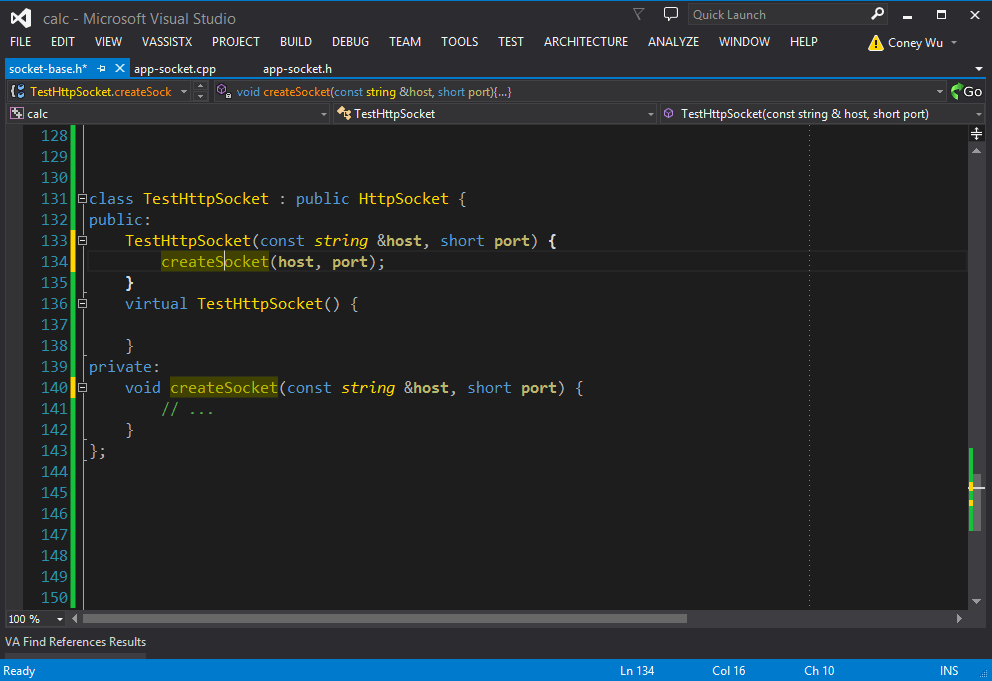 calc - Microsoft Visual Studio
Quick Launch
FILE EDIT VIEW VASSISTX PROJECT BUILD DEBUG TEAM TOOLS TEST ARCHITECTURE ANALYZE WINDOW HELP Coney Wu
socket-base.h* app-socket.cpp app-socket.h
TestHttpSocket.createSock void createSocket(const string &host, short port){...} Go
calc TestHttpSocket TestHttpSocket(const string & host, short port)
128
129
130
131 class TestHttpSocket : public HttpSocket {
132 public:
133 TestHttpSocket(const string &host, short port) {
134 createSocket(host, port);
135 }
136 virtual TestHttpSocket() {
137
138 }
139 private:
140 void createSocket(const string &host, short port) {
141 // ...
142 }
143 };
144
145
146
147
148
149
150
100 %
VA Find References Results
Ready Ln 134 Col 16 Ch 10 INS